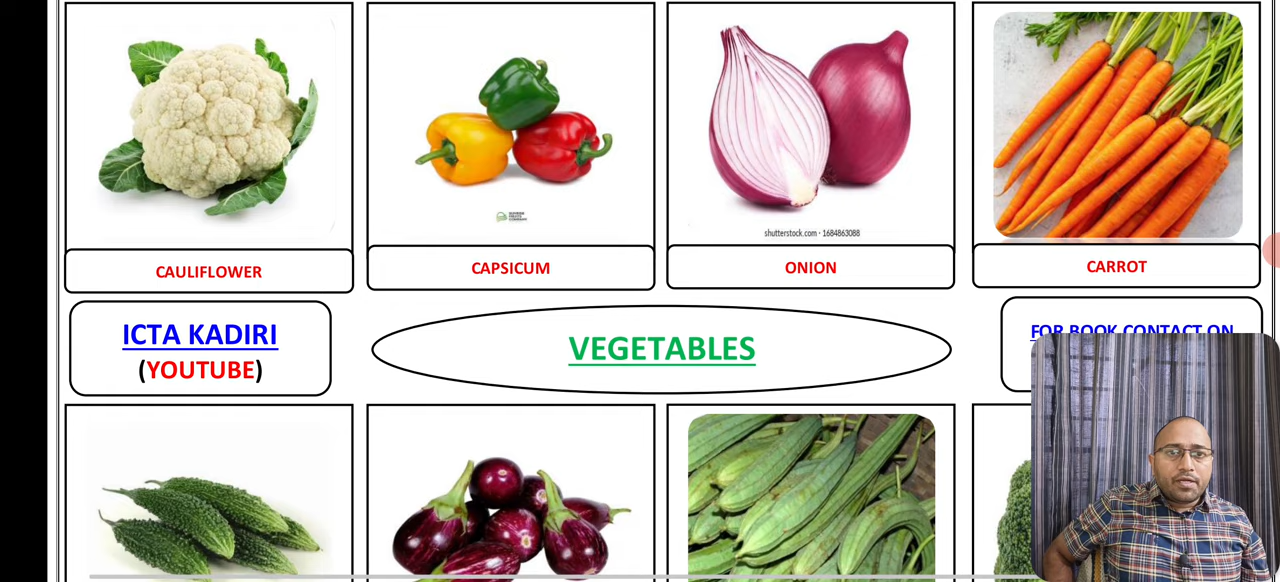 shutterstock.com • 1684863088
CAULIFLOWER
CAPSICUM
ONION
CARROT
ICTA KADIRI
(YOUTUBE)
VEGETABLES
FOR BOOK CONTACT ON